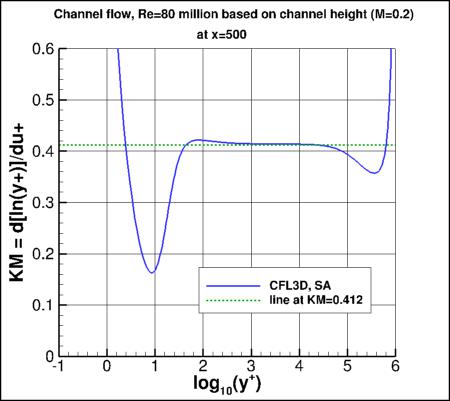 Channel flow, Re=80 million based on channel height (M=0.2)
at x=500
KM = d[ln(y+)]/du+
0.6
0.5
0.4
0.3
0.2
0.1
0
CFL3D, SA
line at KM=0.412
-1 0 1 2 3 4 5 6
log₁₀(y⁺)